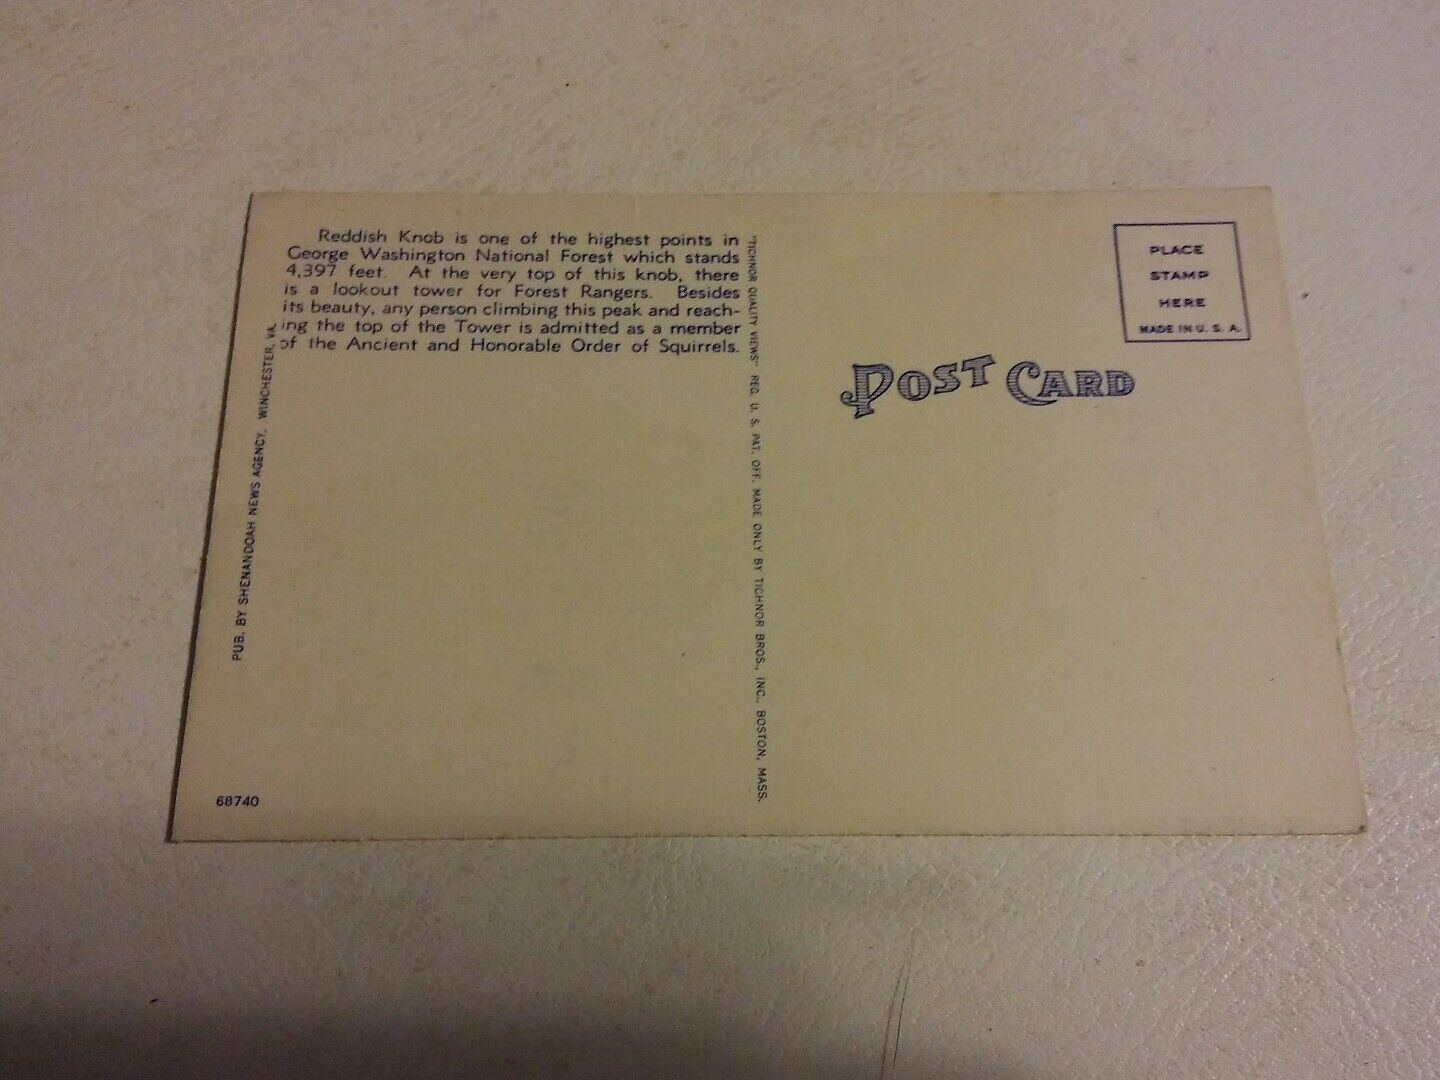 Reddish Knob is one of the highest points in
George Washington National Forest which stands
4,397 feet. At the very top of this knob, there
is a lookout tower for Forest Rangers. Besides
its beauty, any person climbing this peak and reach-
ing the top of the Tower is admitted as a member
of the Ancient and Honorable Order of Squirrels.
PUB. BY SHENANDOAH NEWS AGENCY, WINCHESTER, VA.
68740
"TICHNOR QUALITY VIEWS" REG. U. S. PAT. OFF. MADE ONLY BY TICHNOR BROS., INC., BOSTON, MASS.
POST CARD
PLACE
STAMP
HERE
MADE IN U. S. A.